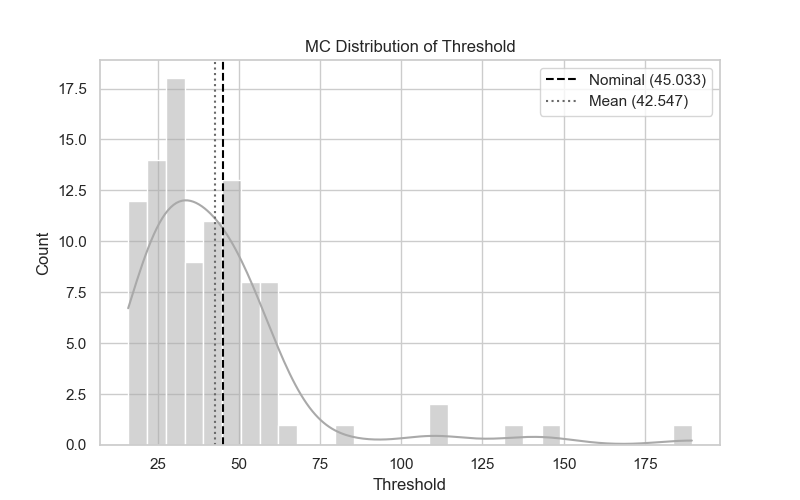 MC Distribution of Threshold
Nominal (45.033)
Mean (42.547)
Count
17.5
15.0
12.5
10.0
7.5
5.0
2.5
0.0
25 50 75 100 125 150 175
Threshold